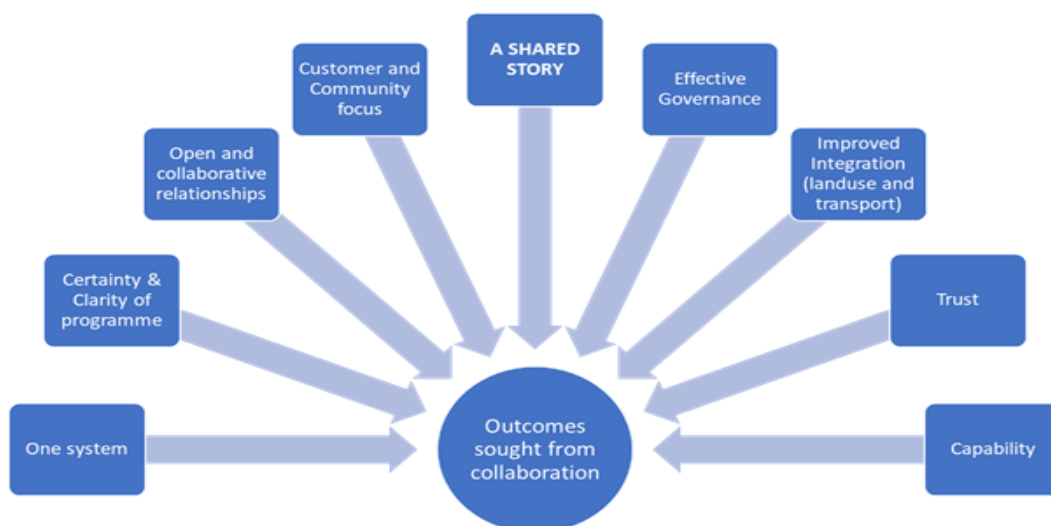 A SHARED
STORY
Customer and
Community
focus
Effective
Governance
Open and
collaborative
relationships
Improved
Integration
(landuse and
transport)
Certainty &
Clarity of
programme
Trust
One system
Outcomes
sought from
collaboration
Capability